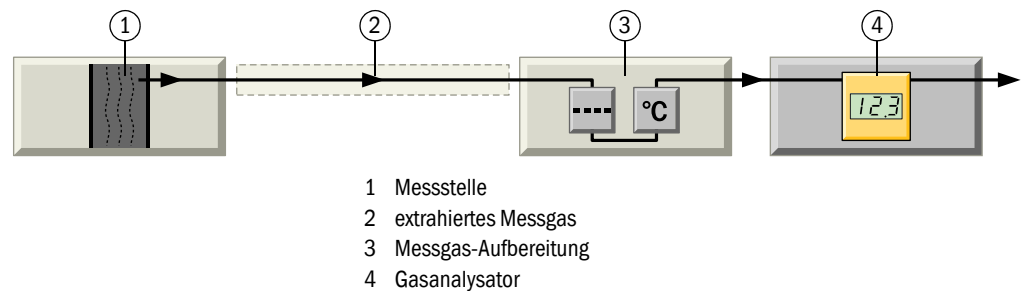 1 2 3 4
°C
12.3
1 Messstelle
2 extrahiertes Messgas
3 Messgas-Aufbereitung
4 Gasanalysator